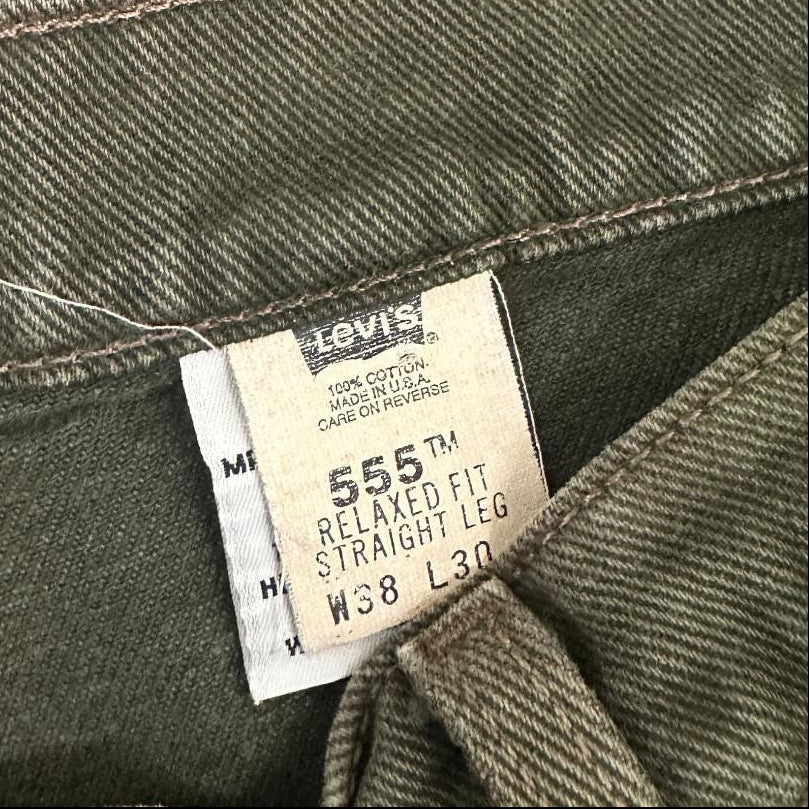 Levi's ®
100% COTTON
MADE IN U.S.A.
CARE ON REVERSE
555™
RELAXED FIT
STRAIGHT LEG
W38 L30